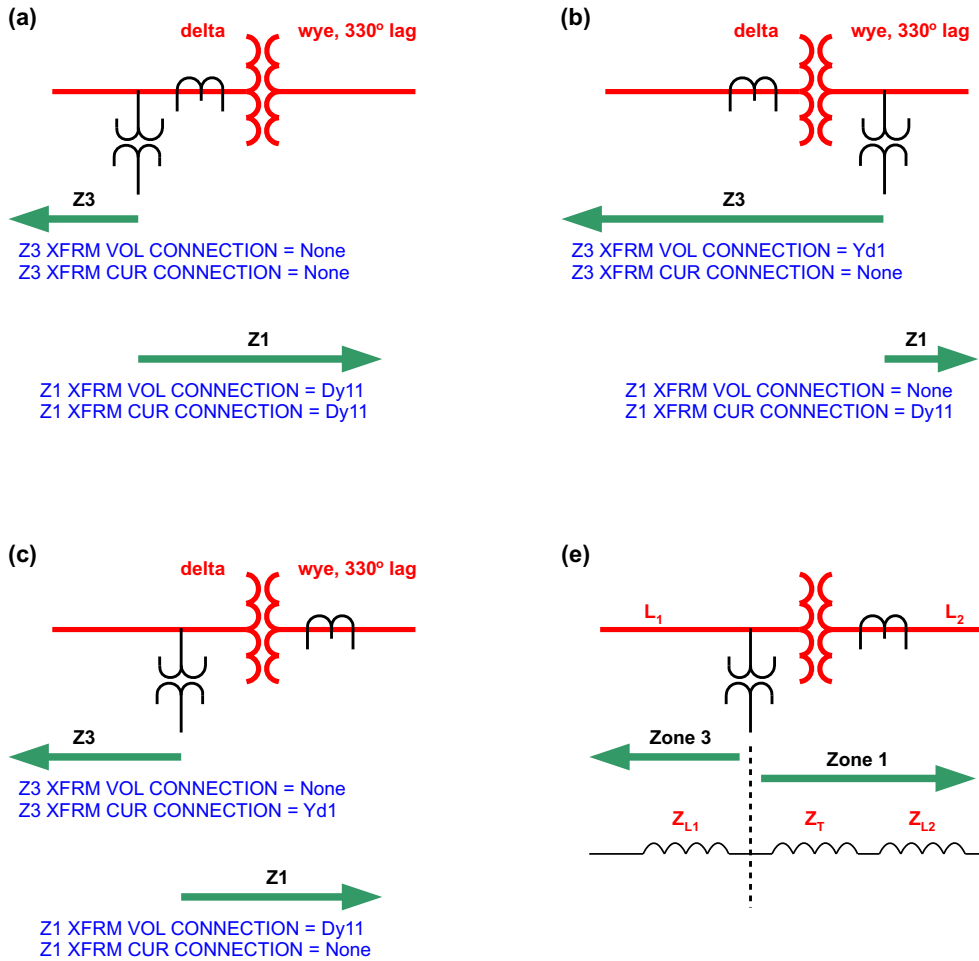 (a)
delta wye, 330º lag
Z3
Z3 XFRM VOL CONNECTION = None
Z3 XFRM CUR CONNECTION = None
Z1
Z1 XFRM VOL CONNECTION = Dy11
Z1 XFRM CUR CONNECTION = Dy11
(b)
delta wye, 330º lag
Z3
Z3 XFRM VOL CONNECTION = Yd1
Z3 XFRM CUR CONNECTION = None
Z1
Z1 XFRM VOL CONNECTION = None
Z1 XFRM CUR CONNECTION = Dy11
(c)
delta wye, 330º lag
Z3
Z3 XFRM VOL CONNECTION = None
Z3 XFRM CUR CONNECTION = Yd1
Z1
Z1 XFRM VOL CONNECTION = Dy11
Z1 XFRM CUR CONNECTION = None
(e)
L1 L2
Zone 3
Zone 1
ZL1 ZT ZL2